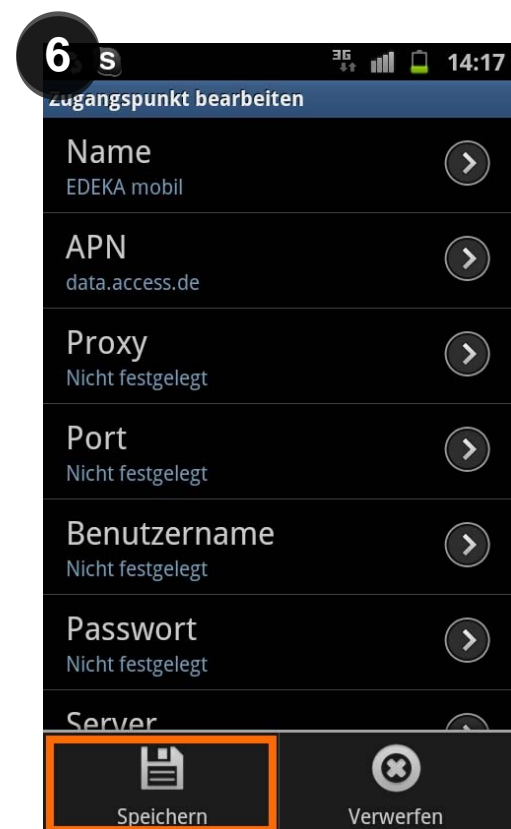 6
S
3G
14:17
Zugangspunkt bearbeiten
Name
EDEKA mobil
APN
data.access.de
Proxy
Nicht festgelegt
Port
Nicht festgelegt
Benutzername
Nicht festgelegt
Passwort
Nicht festgelegt
Server
Speichern
Verwerfen